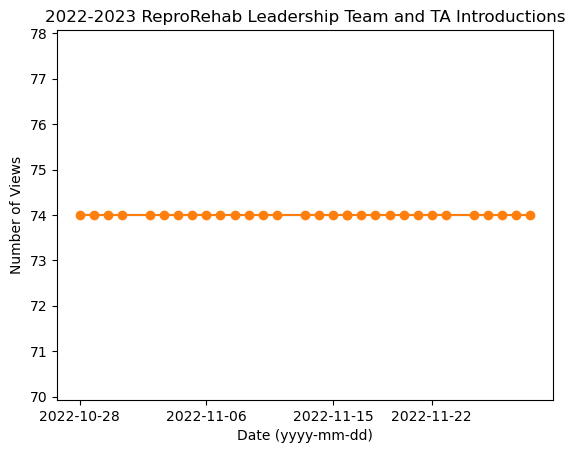 2022-2023 ReproRehab Leadership Team and TA Introductions
78
77
76
75
74
73
72
71
70
Number of Views
2022-10-28 2022-11-06 2022-11-15 2022-11-22
Date (yyyy-mm-dd)